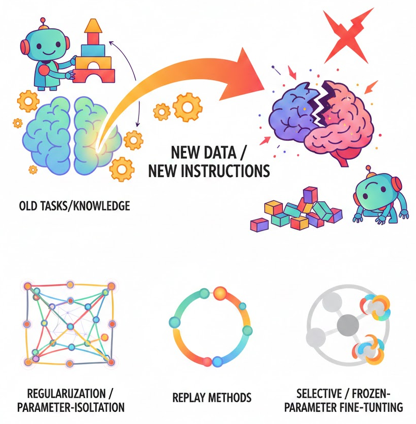 NEW DATA /
NEW INSTRUCTIONS
OLD TASKS/KNOWLEDGE
REGULARIZATION /
PARAMETER-ISOLTATION
REPLAY METHODS
SELECTIVE / FROZEN-
PARAMETER FINE-TUNTING